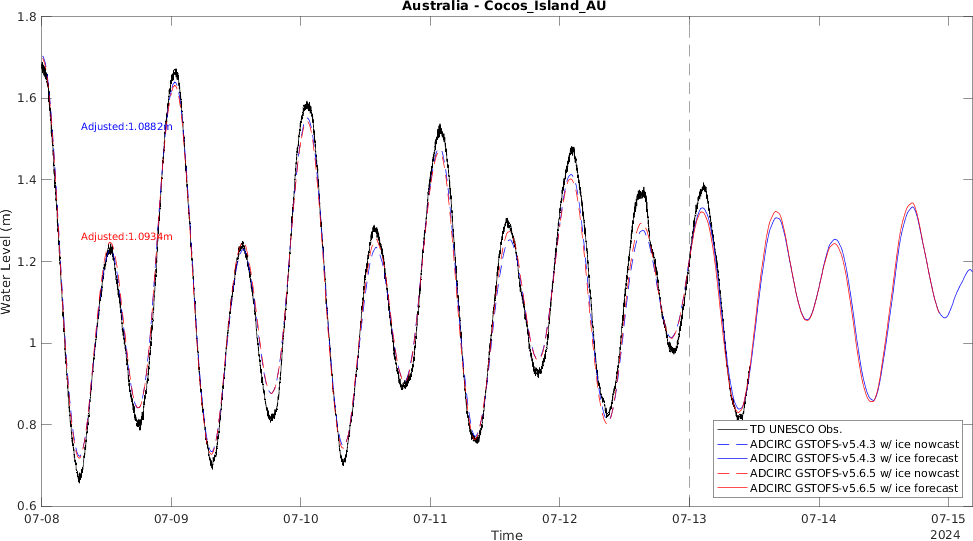 Australia - Cocos_Island_AU
1.8
1.6
1.4
1.2
1
0.8
0.6
Water Level (m)
Adjusted:1.0882m
Adjusted:1.0934m
TD UNESCO Obs.
ADCIRC GSTOFS-v5.4.3 w/ ice nowcast
ADCIRC GSTOFS-v5.4.3 w/ ice forecast
ADCIRC GSTOFS-v5.6.5 w/ ice nowcast
ADCIRC GSTOFS-v5.6.5 w/ ice forecast
07-08 07-09 07-10 07-11 07-12 07-13 07-14 07-15
Time 2024